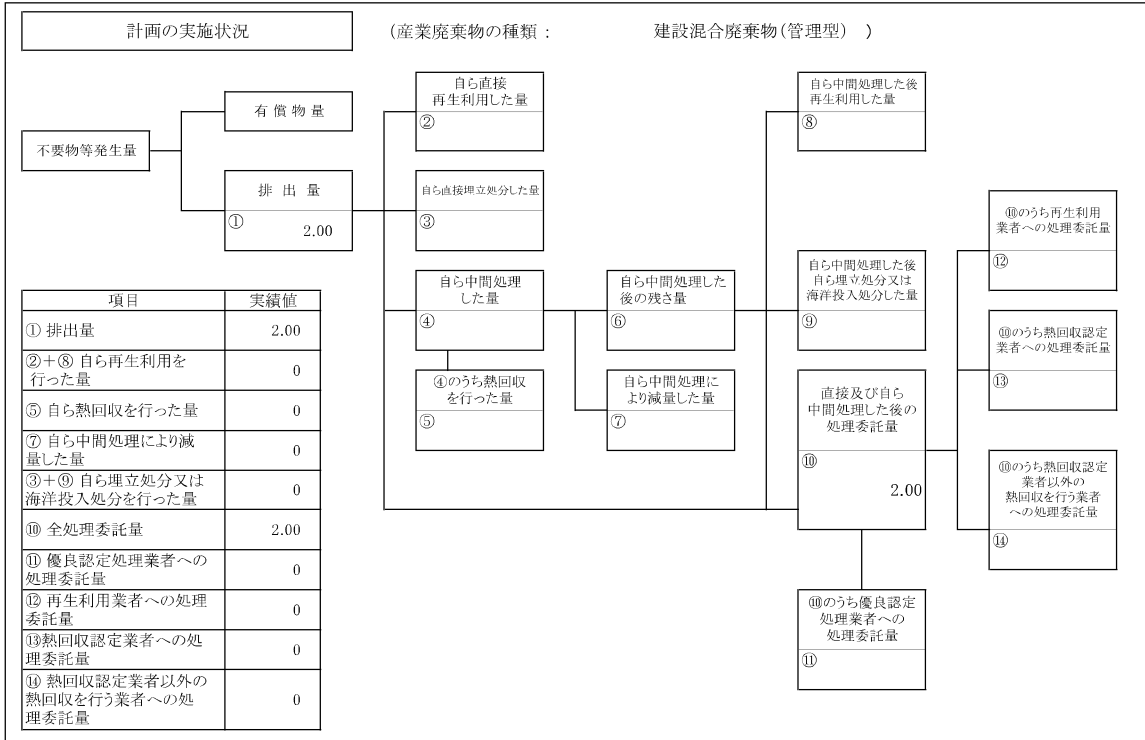 計画の実施状況
(産業廃棄物の種類： 建設混合廃棄物(管理型) )
不要物等発生量
有償物量
排出量
①
2.00
自ら直接
再生利用した量
②
自ら直接埋立処分した量
③
自ら中間処理
した量
④
④のうち熱回収
を行った量
⑤
自ら中間処理した
後の残さ量
⑥
自ら中間処理に
より減量した量
⑦
自ら中間処理した後
再生利用した量
⑧
自ら中間処理した後
自ら埋立処分又は
海洋投入処分した量
⑨
直接及び自ら
中間処理した後の
処理委託量
⑩
2.00
⑩のうち優良認定
処理業者への
処理委託量
⑪
⑩のうち再生利用
業者への処理委託量
⑫
⑩のうち熱回収認定
業者への処理委託量
⑬
⑩のうち熱回収認定
業者以外の
熱回収を行う業者
への処理委託量
⑭
項目 実績値
① 排出量 2.00
②＋⑧ 自ら再生利用を
行った量 0
⑤ 自ら熱回収を行った量 0
⑦ 自ら中間処理により減
量した量 0
③＋⑨ 自ら埋立処分又は
海洋投入処分を行った量 0
⑩ 全処理委託量 2.00
⑪ 優良認定処理業者への
処理委託量 0
⑫ 再生利用業者への処理
委託量 0
⑬熱回収認定業者への処
理委託量 0
⑭ 熱回収認定業者以外の
熱回収を行う業者への処
理委託量 0